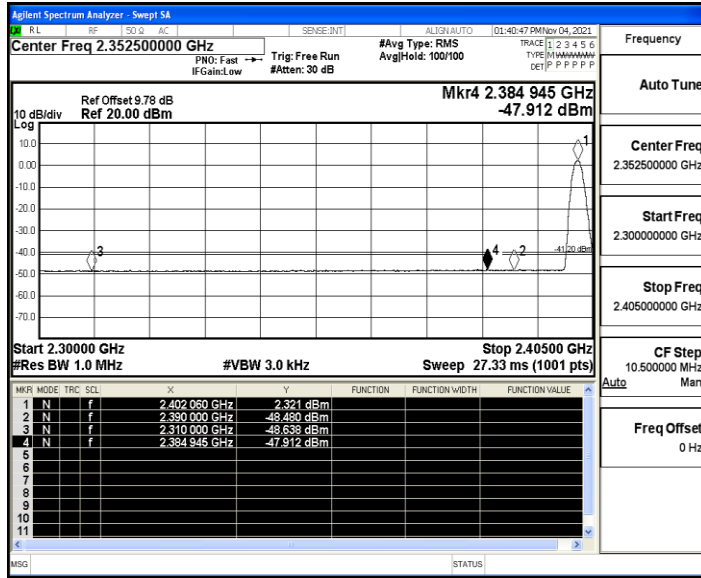 Agilent Spectrum Analyzer - Swept SA
RL RF 50 Ω AC SENSE:INT ALIGN AUTO 01:40:47 PM Nov 04, 2021
Center Freq 2.352500000 GHz
PNO: Fast
IFGain:Low
Trig: Free Run
#Atten: 30 dB
#Avg Type: RMS
Avg|Hold: 100/100
TRACE 1 2 3 4 5 6
TYPE M W W W W W
DET P P P P P P
Ref Offset 9.78 dB
10 dB/div Ref 20.00 dBm
Log
Mkr4 2.384 945 GHz
-47.912 dBm
10.0
0.00
-10.0
-20.0
-30.0
-40.0
-50.0
-60.0
-70.0
1
2
3
4
-41.20 dBm
Start 2.30000 GHz Stop 2.40500 GHz
#Res BW 1.0 MHz #VBW 3.0 kHz Sweep 27.33 ms (1001 pts)
MKR MODE TRC SCL X Y FUNCTION FUNCTION WIDTH FUNCTION VALUE
1 N f 2.402 060 GHz 2.321 dBm
2 N f 2.390 000 GHz -48.480 dBm
3 N f 2.310 000 GHz -48.638 dBm
4 N f 2.384 945 GHz -47.912 dBm
5
6
7
8
9
10
11
MSG STATUS
Frequency
Auto Tune
Center Freq
2.352500000 GHz
Start Freq
2.300000000 GHz
Stop Freq
2.405000000 GHz
CF Step
10.500000 MHz
Auto Man
Freq Offset
0 Hz